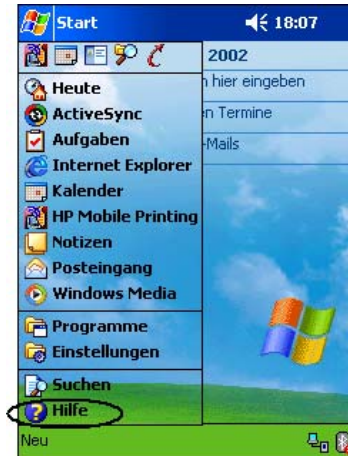 Start 18:07
2002
hier eingeben
Heute
Termine
ActiveSync
-Mails
Aufgaben
Internet Explorer
Kalender
HP Mobile Printing
Notizen
Posteingang
Windows Media
Programme
Einstellungen
Suchen
Hilfe
Neu